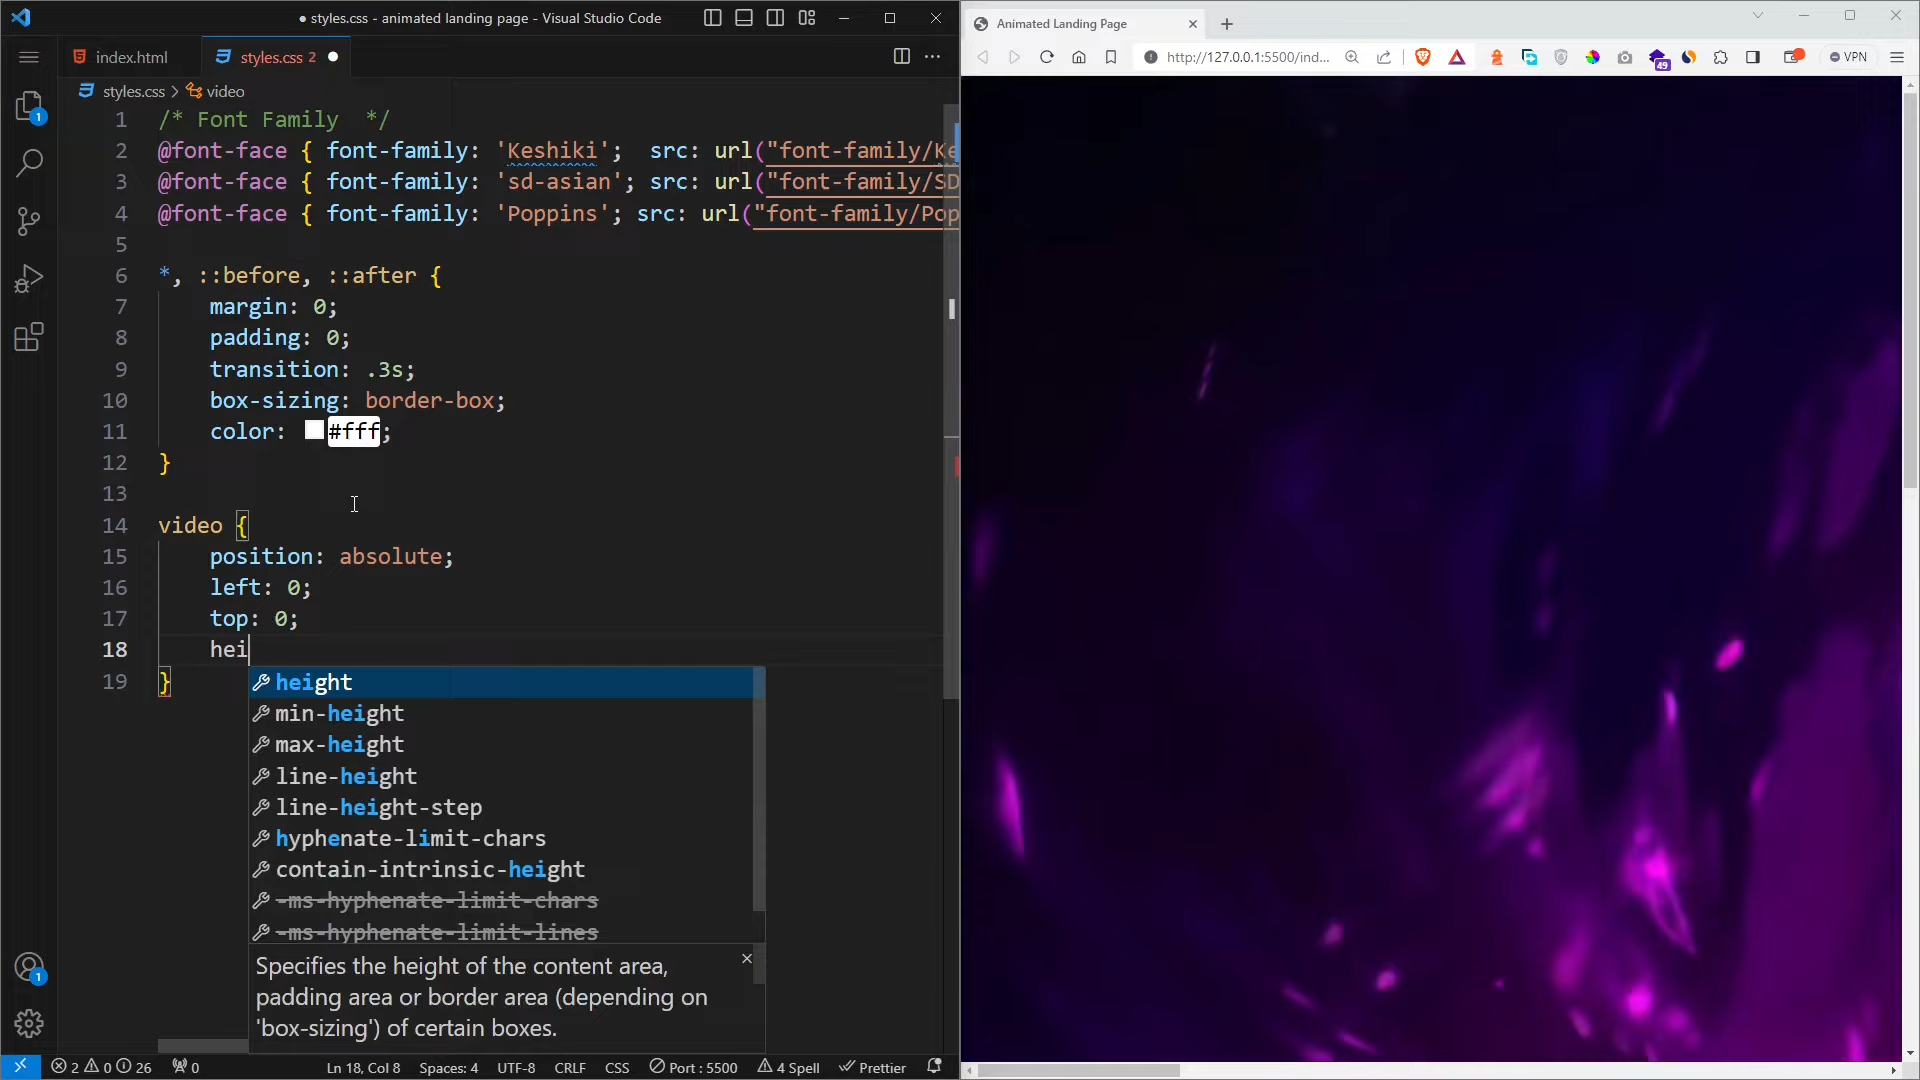 ● styles.css - animated landing page - Visual Studio Code
index.html
styles.css 2 ●
styles.css > video
1 /* Font Family  */
2 @font-face { font-family: 'Keshiki';  src: url("font-family/Ke
3 @font-face { font-family: 'sd-asian'; src: url("font-family/SD
4 @font-face { font-family: 'Poppins'; src: url("font-family/Pop
5
6 *, ::before, ::after {
7 margin: 0;
8 padding: 0;
9 transition: .3s;
10 box-sizing: border-box;
11 color: #fff;
12 }
13
14 video {
15 position: absolute;
16 left: 0;
17 top: 0;
18 hei
19 }
height
min-height
max-height
line-height
line-height-step
hyphenate-limit-chars
contain-intrinsic-height
-ms-hyphenate-limit-chars
-ms-hyphenate-limit-lines
Specifies the height of the content area,
padding area or border area (depending on
'box-sizing') of certain boxes.
1
1
2 0 26 0 Ln 18, Col 8 Spaces: 4 UTF-8 CRLF CSS Port : 5500 4 Spell Prettier
Animated Landing Page
http://127.0.0.1:5500/ind...
49
VPN